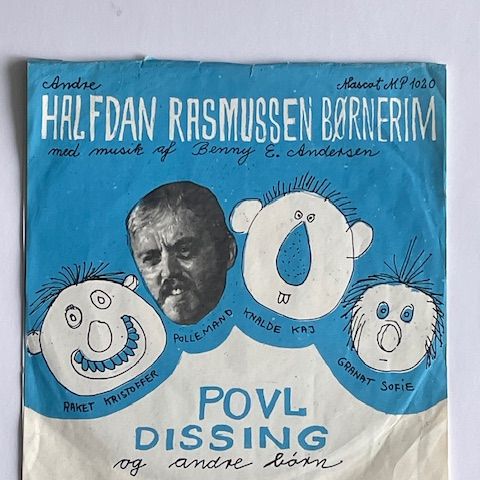 Andre Mascot MP 1020
HALFDAN RASMUSSEN BØRNERIM
med musik af Benny E. Andersen
POLLEMAND
KNALDE KAJ
RAKET KRISTOFFER
GRANAT SOFIE
POVL
DISSING
og andre børn